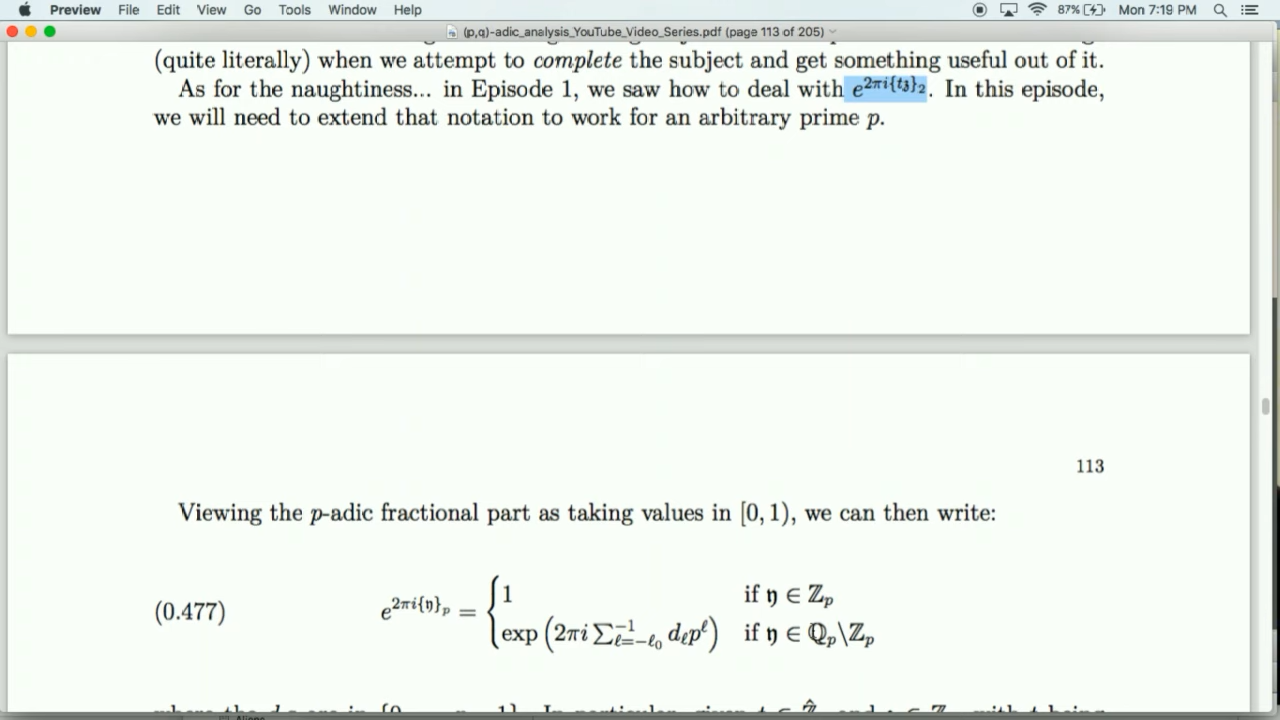 Preview File Edit View Go Tools Window Help 87% Mon 7:19 PM
(p,q)-adic_analysis_YouTube_Video_Series.pdf (page 113 of 205)
(quite literally) when we attempt to complete the subject and get something useful out of it.
As for the naughtiness... in Episode 1, we saw how to deal with e^{2πi{t𝔷}_2}. In this episode,
we will need to extend that notation to work for an arbitrary prime p.
113
Viewing the p-adic fractional part as taking values in [0, 1), we can then write:
(0.477) e^{2πi{𝔶}_p} = { 1 if 𝔶 ∈ ℤ_p
exp (2πi ∑_{ℓ=-ℓ_0}^{-1} d_ℓ p^ℓ) if 𝔶 ∈ ℚ_p\ℤ_p